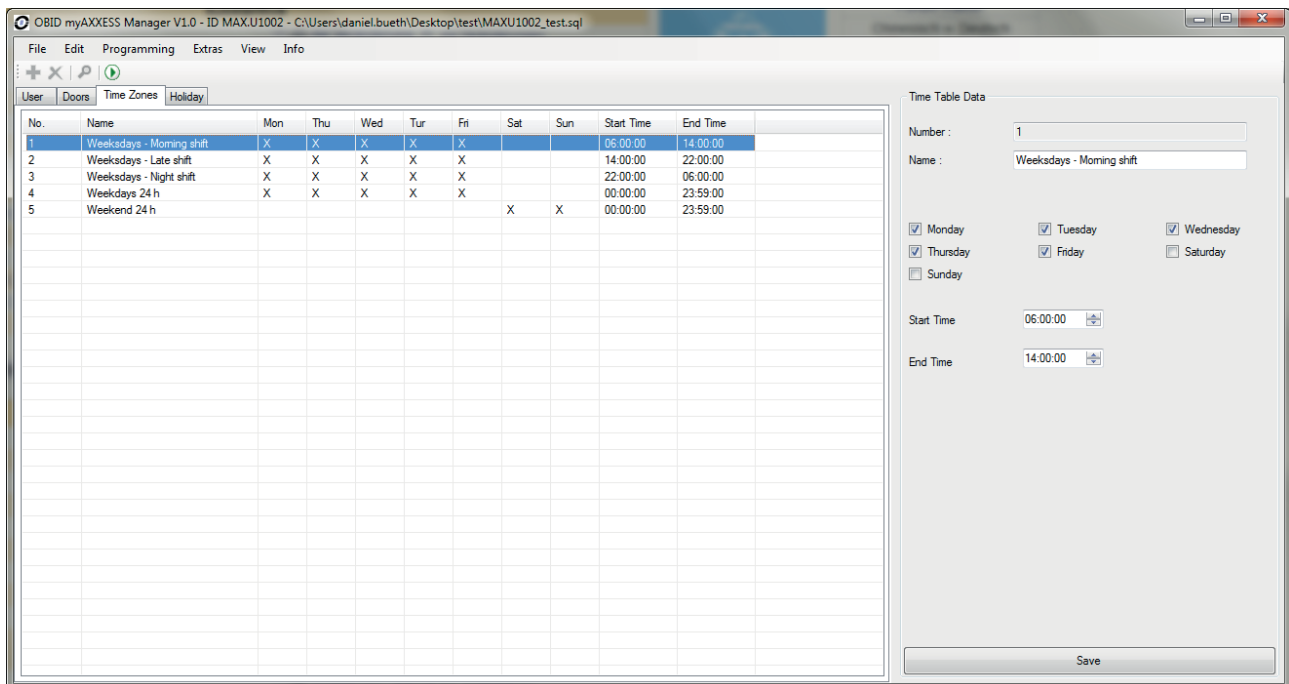 OBID myAXXESS Manager V1.0 - ID MAX.U1002 - C:\Users\daniel.bueth\Desktop\test\MAXU1002_test.sql
File Edit Programming Extras View Info
User Doors Time Zones Holiday
No. Name Mon Thu Wed Tur Fri Sat Sun Start Time End Time
1 Weeksdays - Morning shift X X X X X 06:00:00 14:00:00
2 Weeksdays - Late shift X X X X X 14:00:00 22:00:00
3 Weeksdays - Night shift X X X X X 22:00:00 06:00:00
4 Weekdays 24 h X X X X X 00:00:00 23:59:00
5 Weekend 24 h X X 00:00:00 23:59:00
Time Table Data
Number : 1
Name : Weeksdays - Morning shift
Monday Tuesday Wednesday
Thursday Friday Saturday
Sunday
Start Time 06:00:00
End Time 14:00:00
Save